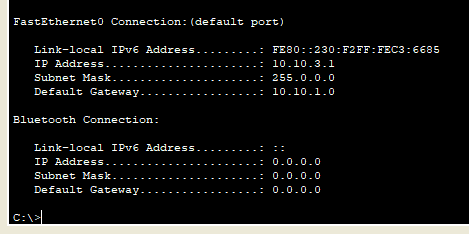 FastEthernet0 Connection:(default port)
Link-local IPv6 Address.........: FE80::230:F2FF:FEC3:6685
IP Address......................: 10.10.3.1
Subnet Mask.....................: 255.0.0.0
Default Gateway.................: 10.10.1.0
Bluetooth Connection:
Link-local IPv6 Address.........: ::
IP Address......................: 0.0.0.0
Subnet Mask.....................: 0.0.0.0
Default Gateway.................: 0.0.0.0
C:\>